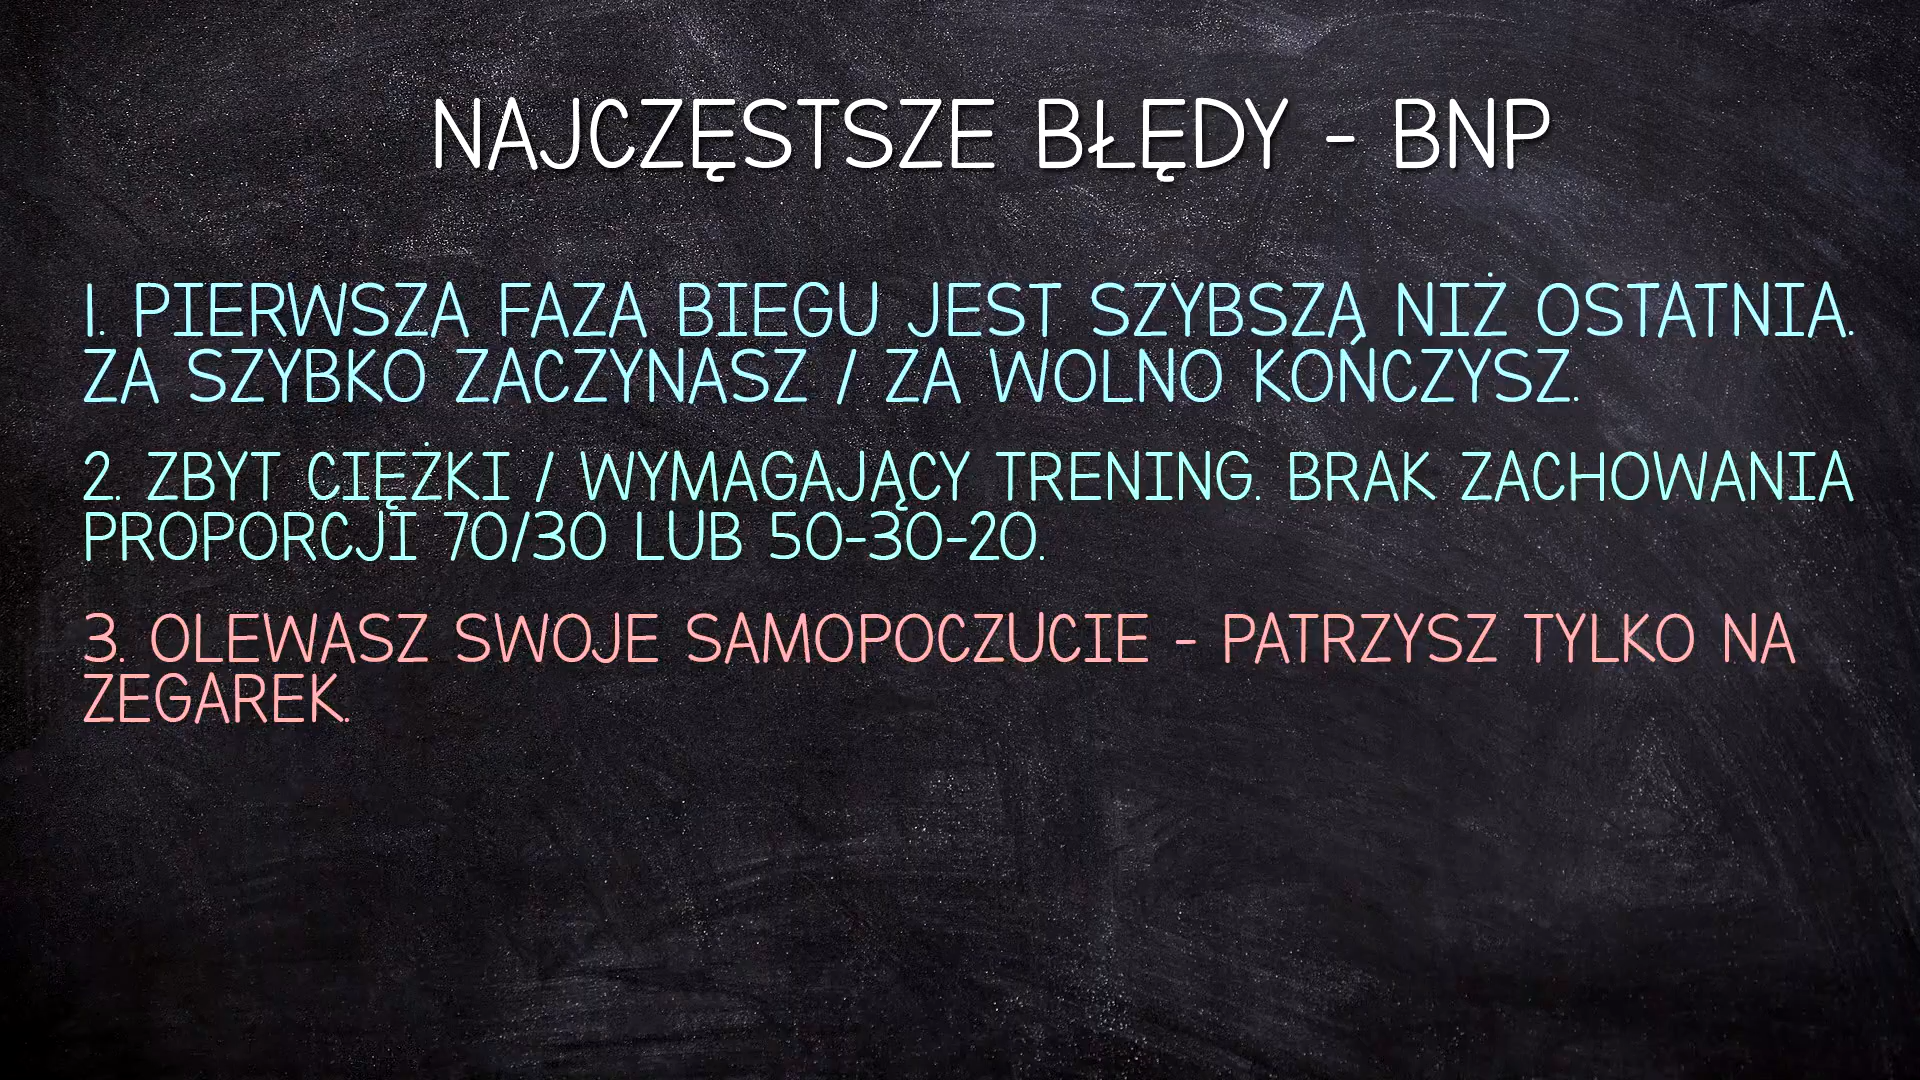 NAJCZĘSTSZE BŁĘDY - BNP
1. PIERWSZA FAZA BIEGU JEST SZYBSZA NIŻ OSTATNIA.
ZA SZYBKO ZACZYNASZ / ZA WOLNO KOŃCZYSZ.
2. ZBYT CIĘŻKI / WYMAGAJĄCY TRENING. BRAK ZACHOWANIA
PROPORCJI 70/30 LUB 50-30-20.
3. OLEWASZ SWOJE SAMOPOCZUCIE - PATRZYSZ TYLKO NA
ZEGAREK.